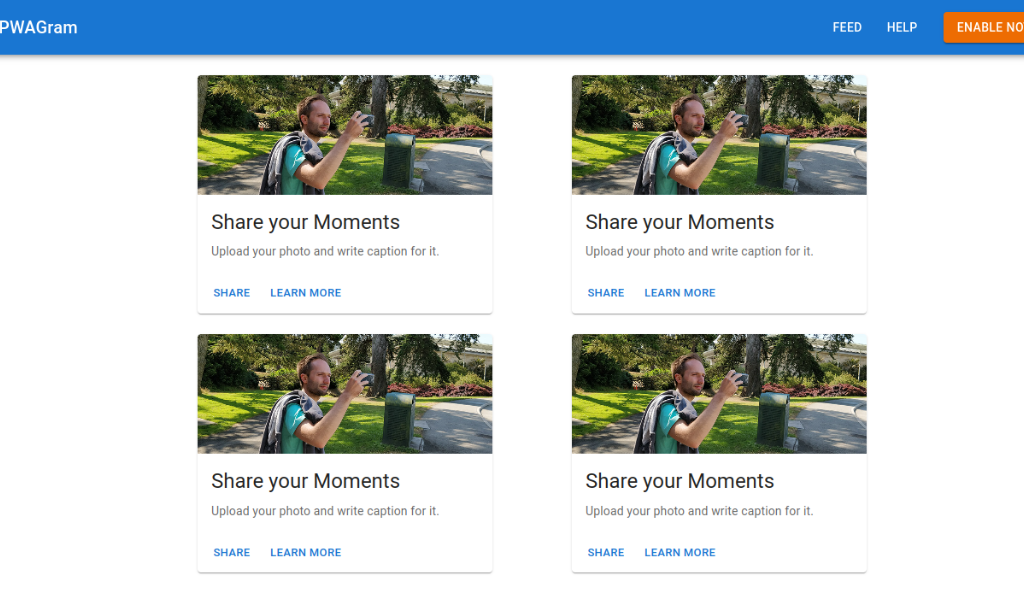 PWAGram
FEED
HELP
ENABLE NO
Share your Moments
Upload your photo and write caption for it.
SHARE
LEARN MORE
Share your Moments
Upload your photo and write caption for it.
SHARE
LEARN MORE
Share your Moments
Upload your photo and write caption for it.
SHARE
LEARN MORE
Share your Moments
Upload your photo and write caption for it.
SHARE
LEARN MORE